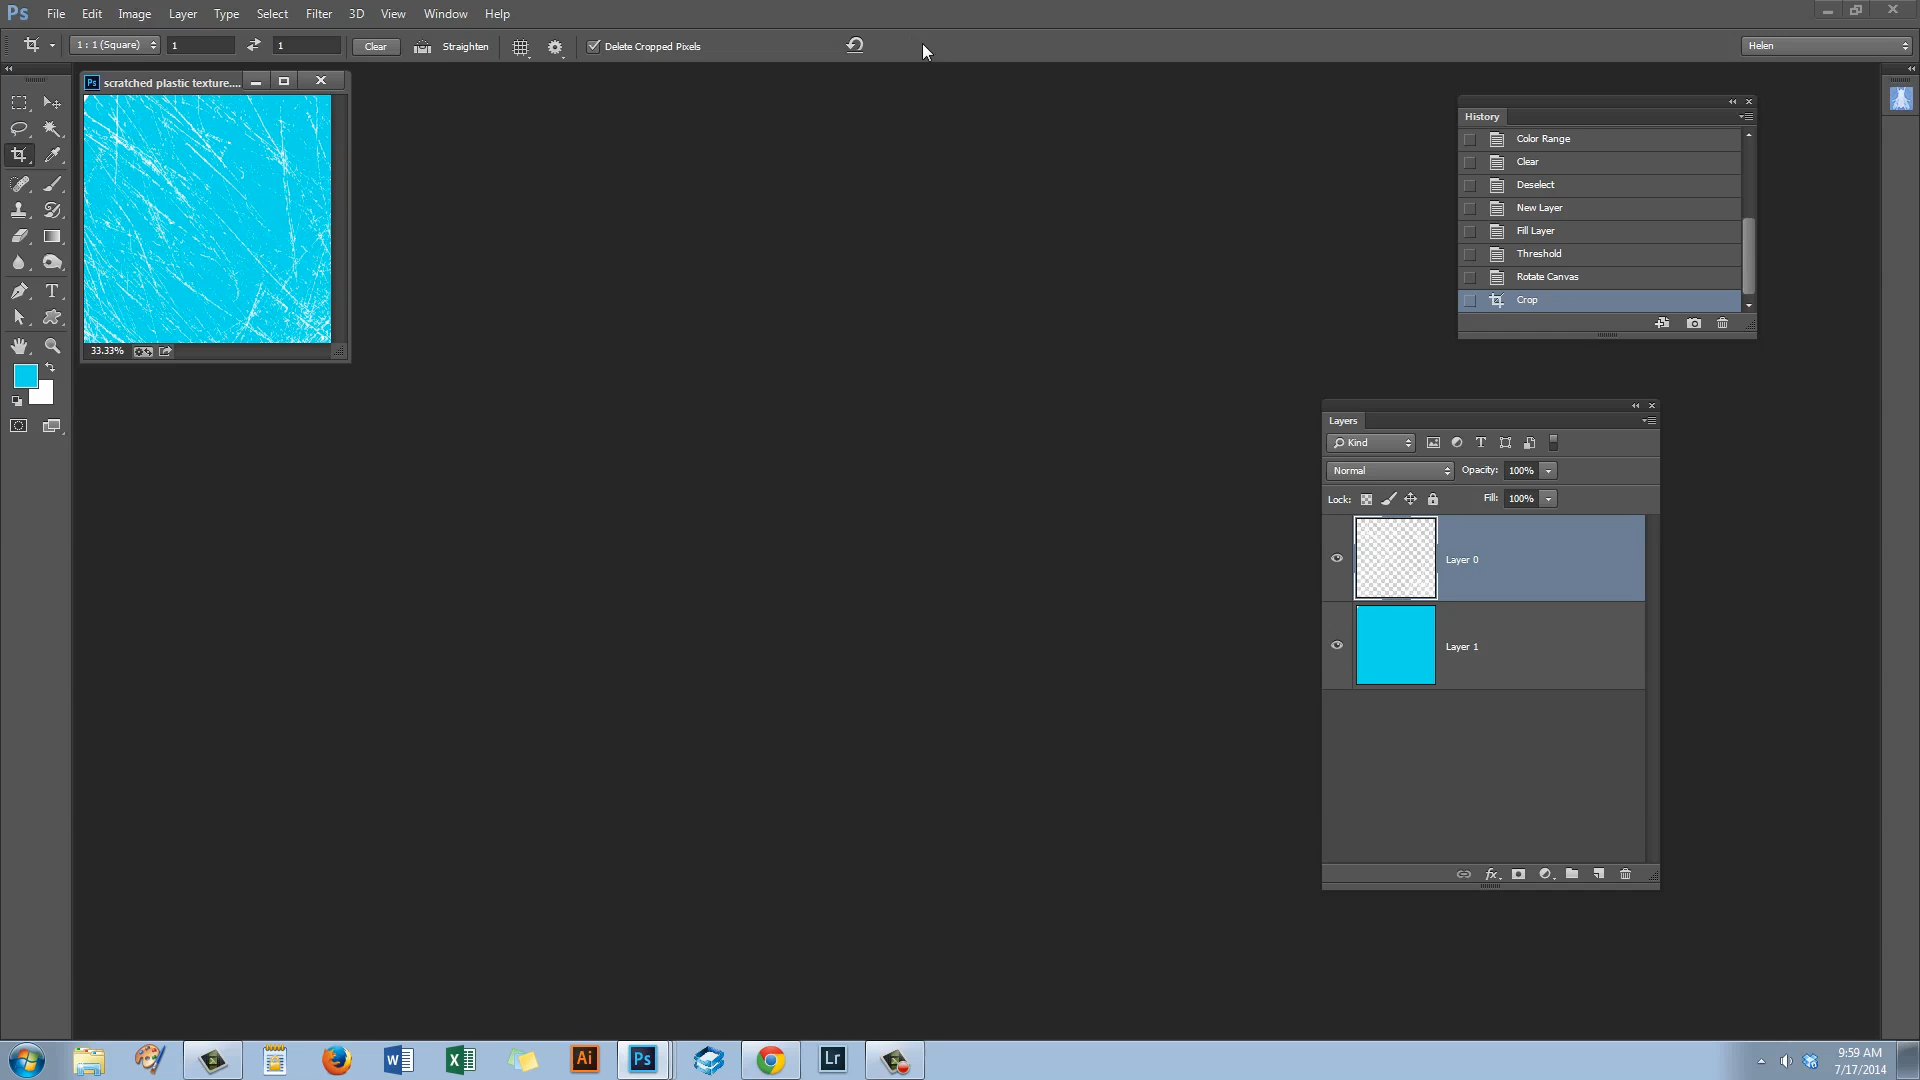 Ps File Edit Image Layer Type Select Filter 3D View Window Help
1 : 1 (Square) 1 1 Clear Straighten Delete Cropped Pixels Helen
Ps scratched plastic texture....
33.33%
History
Color Range
Clear
Deselect
New Layer
Fill Layer
Threshold
Rotate Canvas
Crop
Layers
Kind
Normal Opacity: 100%
Lock: Fill: 100%
Layer 0
Layer 1
fx
Ai Ps Lr
9:59 AM
7/17/2014